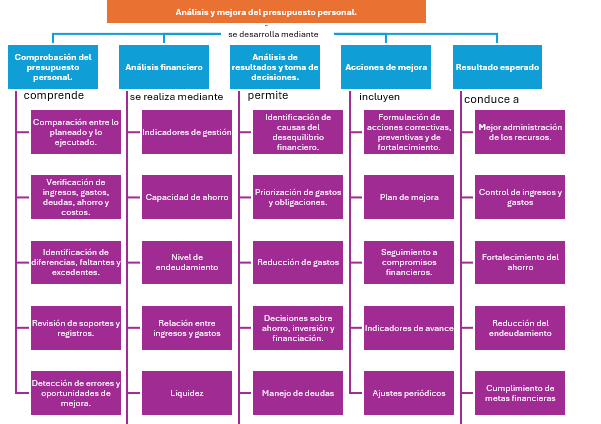 Análisis y mejora del presupuesto personal.
se desarrolla mediante
Comprobación del
presupuesto
personal.
comprende
Comparación entre lo
planeado y lo
ejecutado.
Verificación de
ingresos, gastos,
deudas, ahorro y
costos.
Identificación de
diferencias, faltantes y
excedentes.
Revisión de soportes y
registros.
Detección de errores y
oportunidades de
mejora.
Análisis financiero
se realiza mediante
Indicadores de gestión
Capacidad de ahorro
Nivel de
endeudamiento
Relación entre
ingresos y gastos
Liquidez
Análisis de
resultados y toma de
decisiones.
permite
Identificación de
causas del
desequilibrio
financiero.
Priorización de gastos
y obligaciones.
Reducción de gastos
Decisiones sobre
ahorro, inversión y
financiación.
Manejo de deudas
Acciones de mejora
incluyen
Formulación de
acciones correctivas,
preventivas y de
fortalecimiento.
Plan de mejora
Seguimiento a
compromisos
financieros.
Indicadores de avance
Ajustes periódicos
Resultado esperado
conduce a
Mejor administración
de los recursos.
Control de ingresos y
gastos
Fortalecimiento del
ahorro
Reducción del
endeudamiento
Cumplimiento de
metas financieras